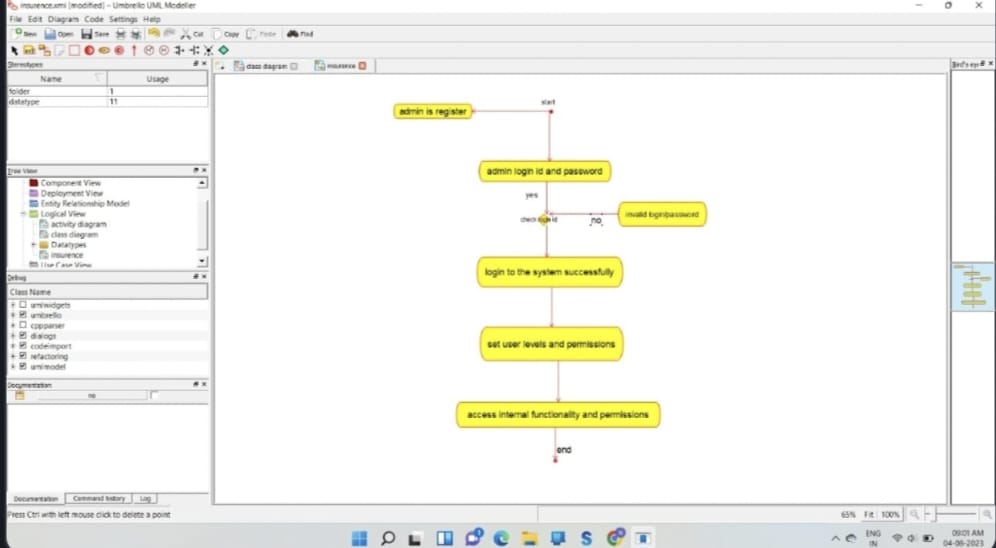 insurence.xmi [modified] - Umbrello UML Modeller
File Edit Diagram Code Settings Help
New Open Save Cut Copy Paste Find
Stereotypes
Name Usage
folder 1
datatype 11
Tree View
Component View
Deployment View
Entity Relationship Model
Logical View
activity diagram
class diagram
Datatypes
insurence
Use Case View
Debug
Class Name
umlwidgets
umbrello
cppparser
dialogs
codeimport
refactoring
umlmodel
Documentation
no
Documentation Command history Log
Press Ctrl with left mouse click to delete a point
class diagram insurence
start
admin is register
admin login id and password
yes
check login id
no
invalid login/password
login to the system successfully
set user levels and permissions
access internal functionality and permissions
end
Bird's eye
65% Fit 100%
ENG
IN
09:01 AM
04-08-2023